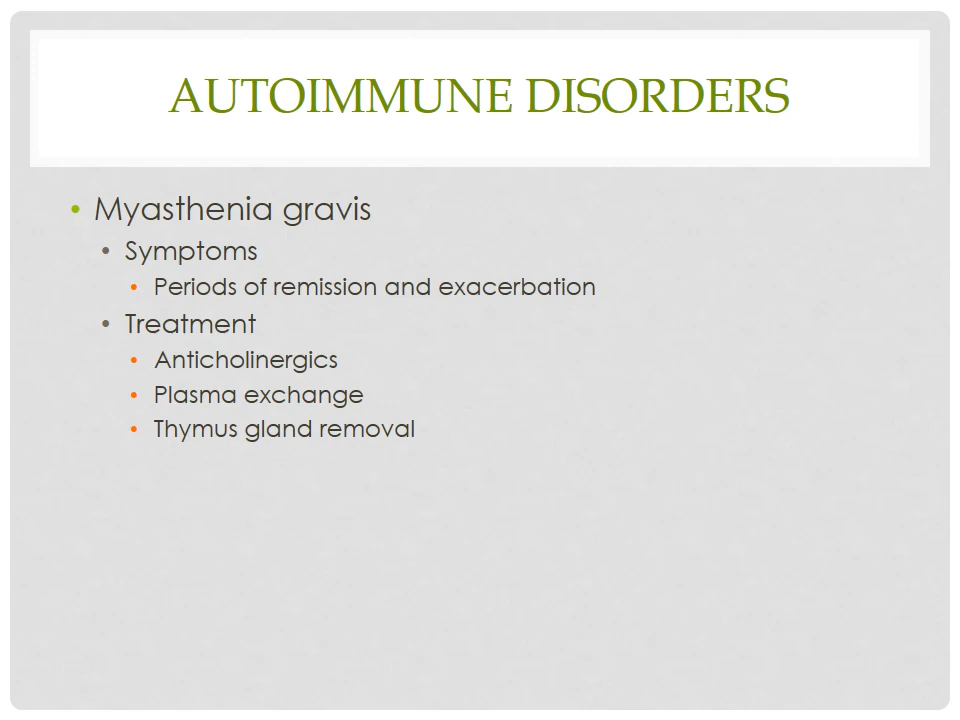 AUTOIMMUNE DISORDERS
• Myasthenia gravis
• Symptoms
• Periods of remission and exacerbation
• Treatment
• Anticholinergics
• Plasma exchange
• Thymus gland removal